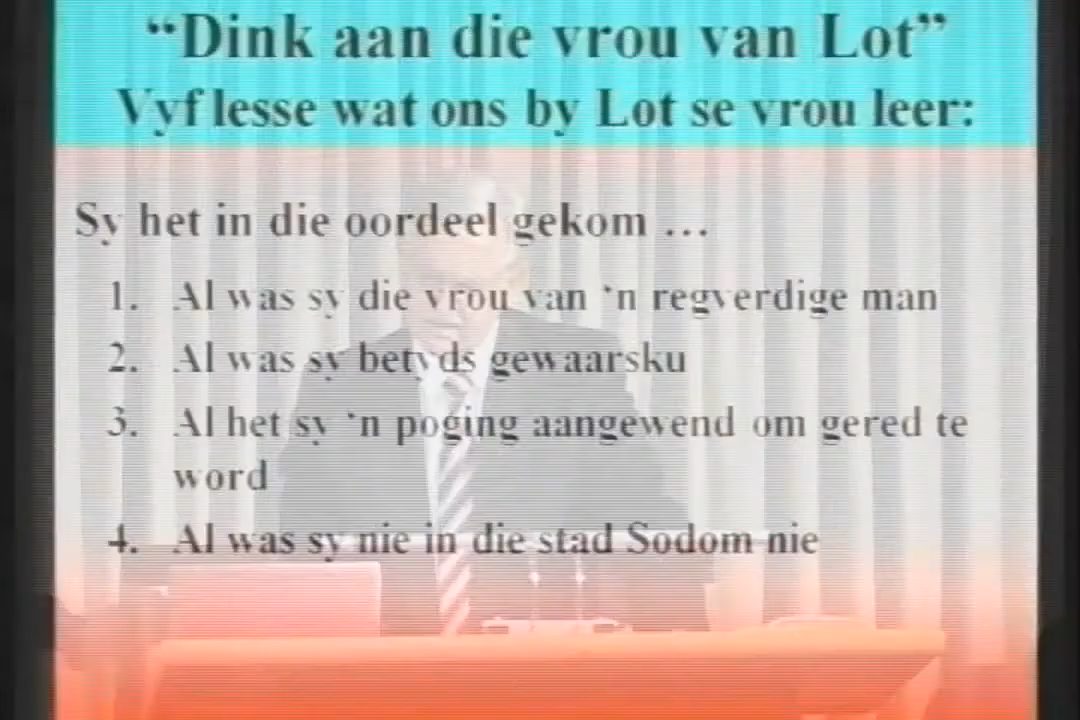 “Dink aan die vrou van Lot”
Vyf lesse wat ons by Lot se vrou leer:
Sy het in die oordeel gekom ...
1. Al was sy die vrou van ‘n regverdige man
2. Al was sy betyds gewaarsku
3. Al het sy ‘n poging aangewend om gered te
word
4. Al was sy nie in die stad Sodom nie